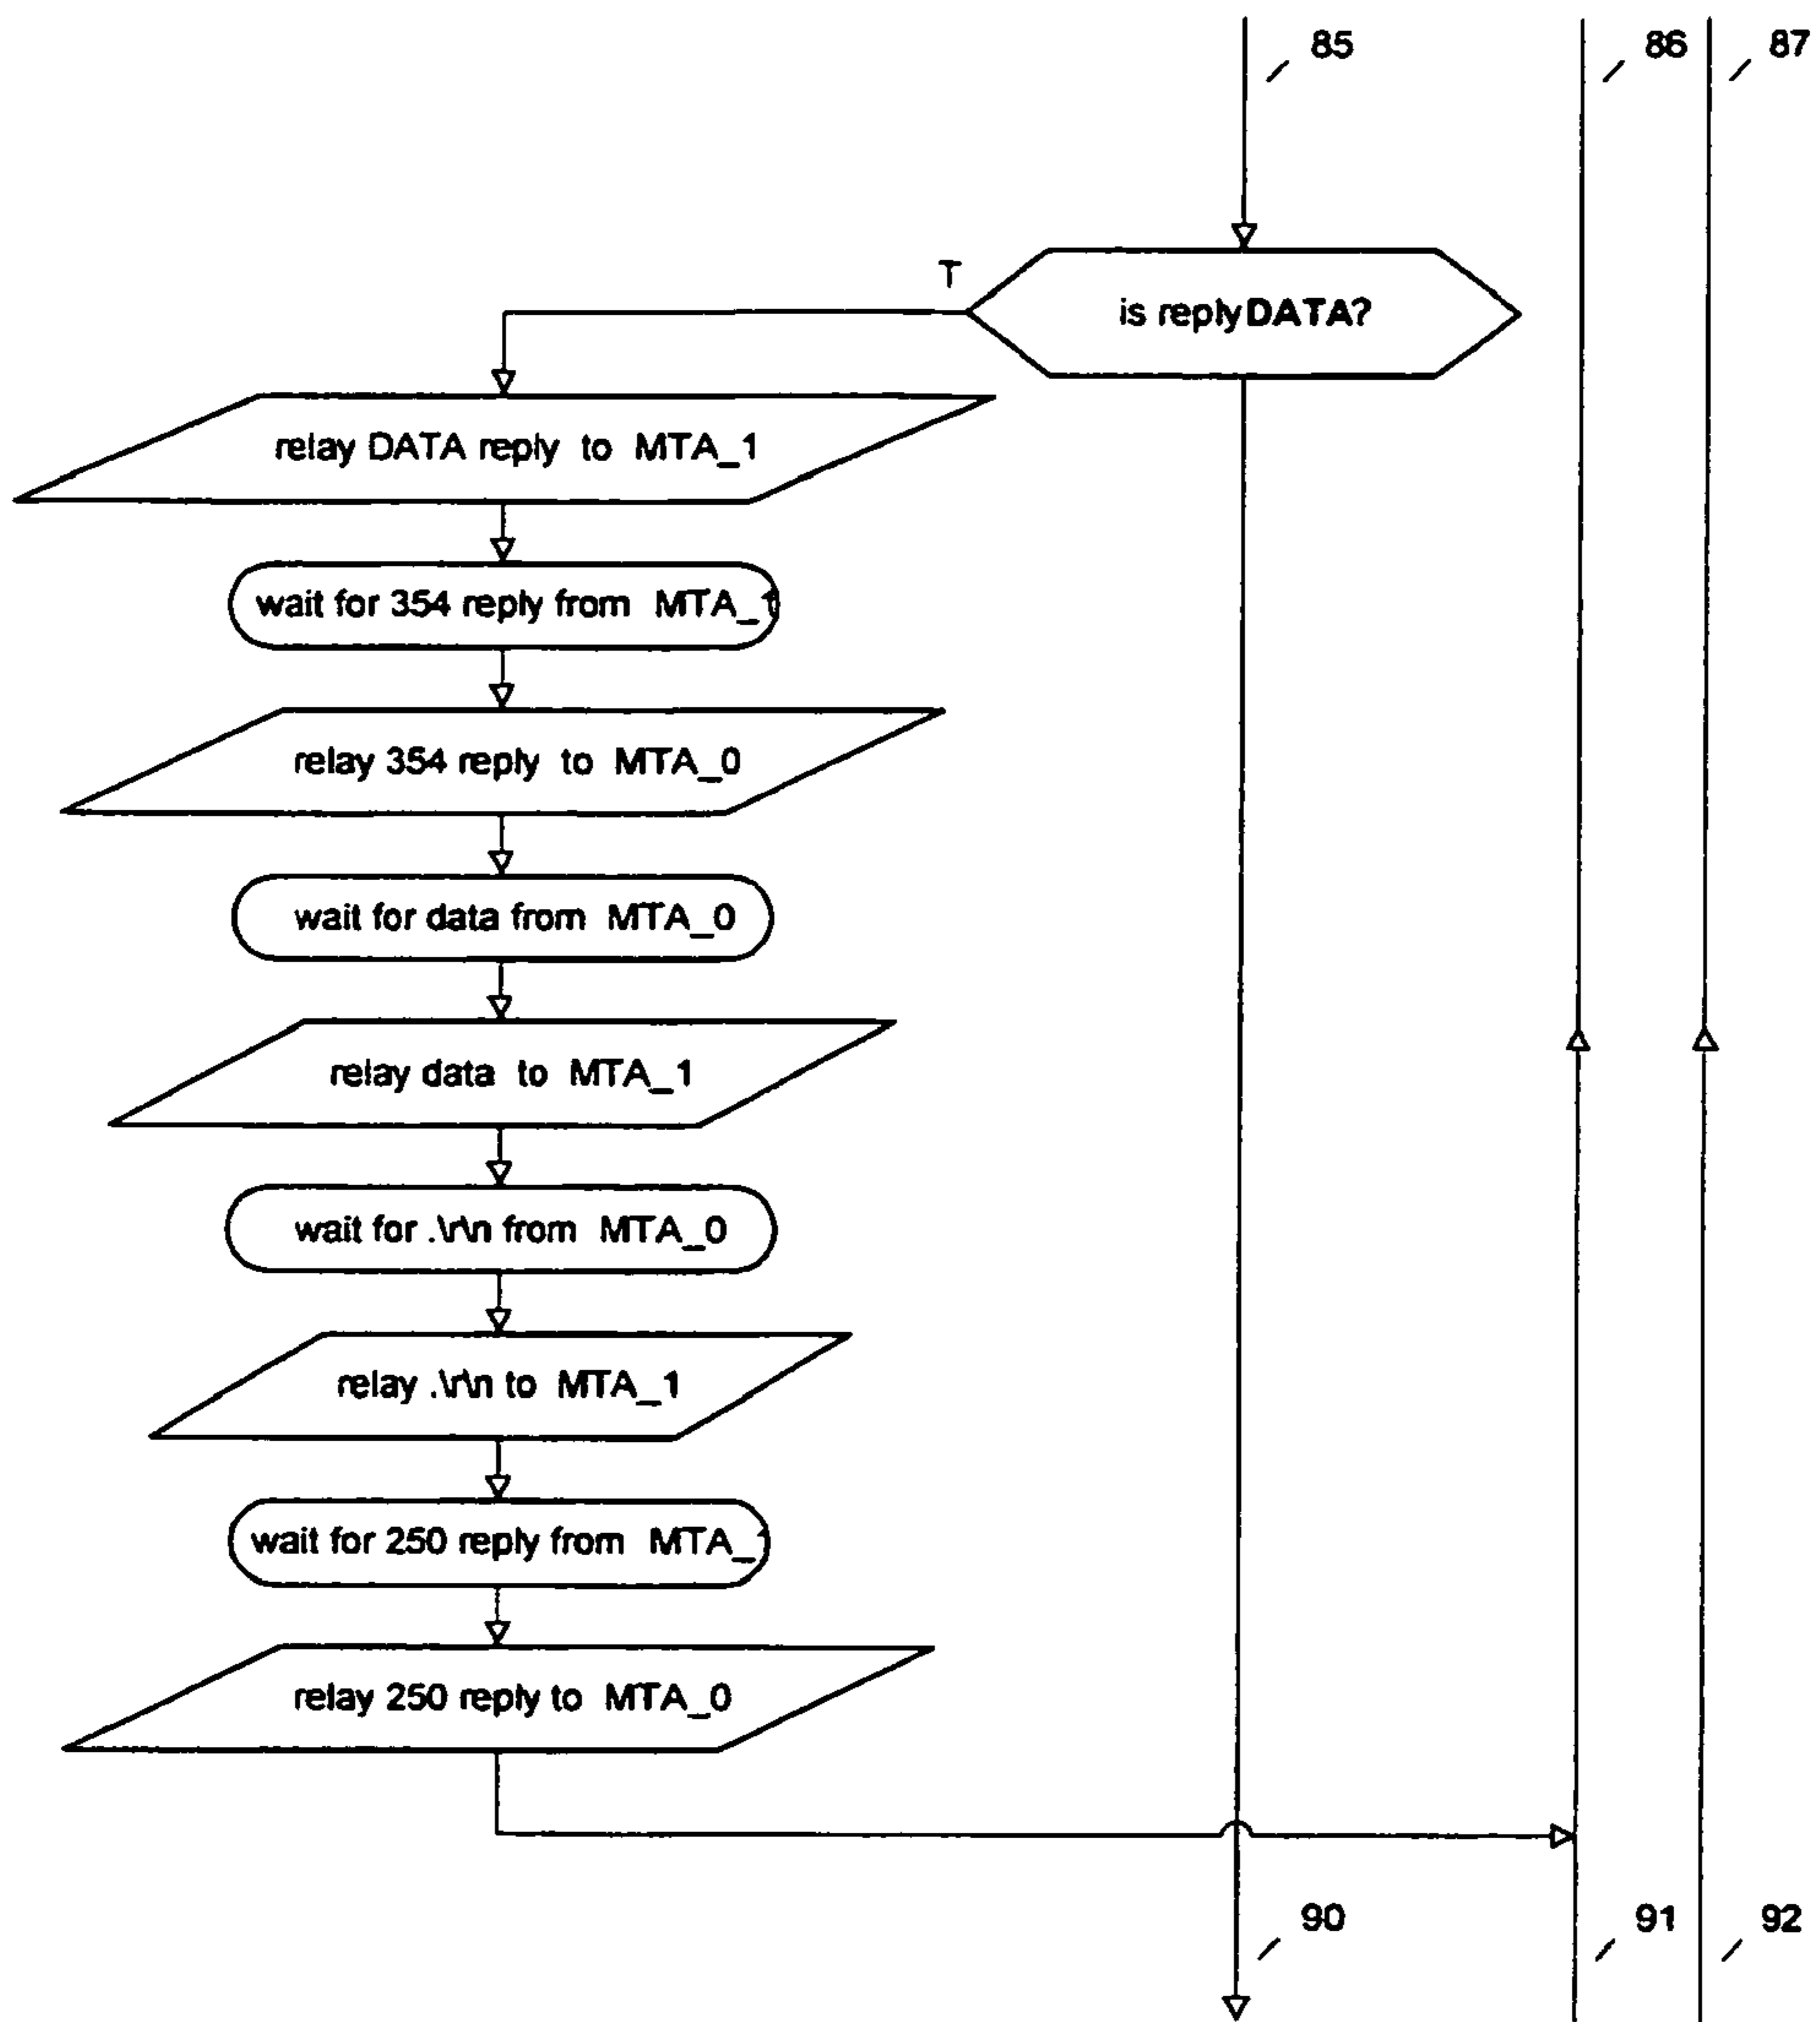 85
86
87
T
is reply DATA?
relay DATA reply to MTA_1
wait for 354 reply from MTA_1
relay 354 reply to MTA_0
wait for data from MTA_0
relay data to MTA_1
wait for .\r\n from MTA_0
relay .\r\n to MTA_1
wait for 250 reply from MTA_1
relay 250 reply to MTA_0
90
91
92